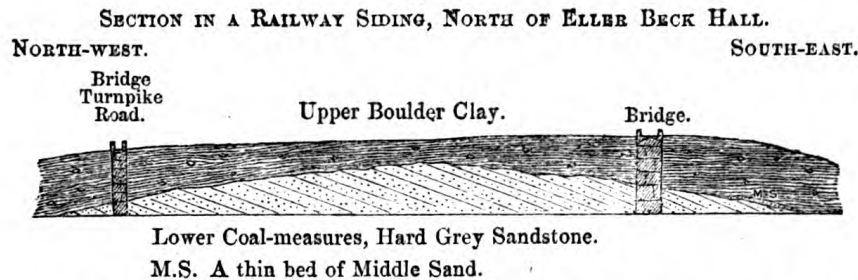 SECTION IN A RAILWAY SIDING, NORTH OF ELLER BECK HALL.
NORTH-WEST. SOUTH-EAST.
Bridge
Turnpike
Road.
Upper Boulder Clay.
Bridge.
M.S.
Lower Coal-measures, Hard Grey Sandstone.
M.S. A thin bed of Middle Sand.